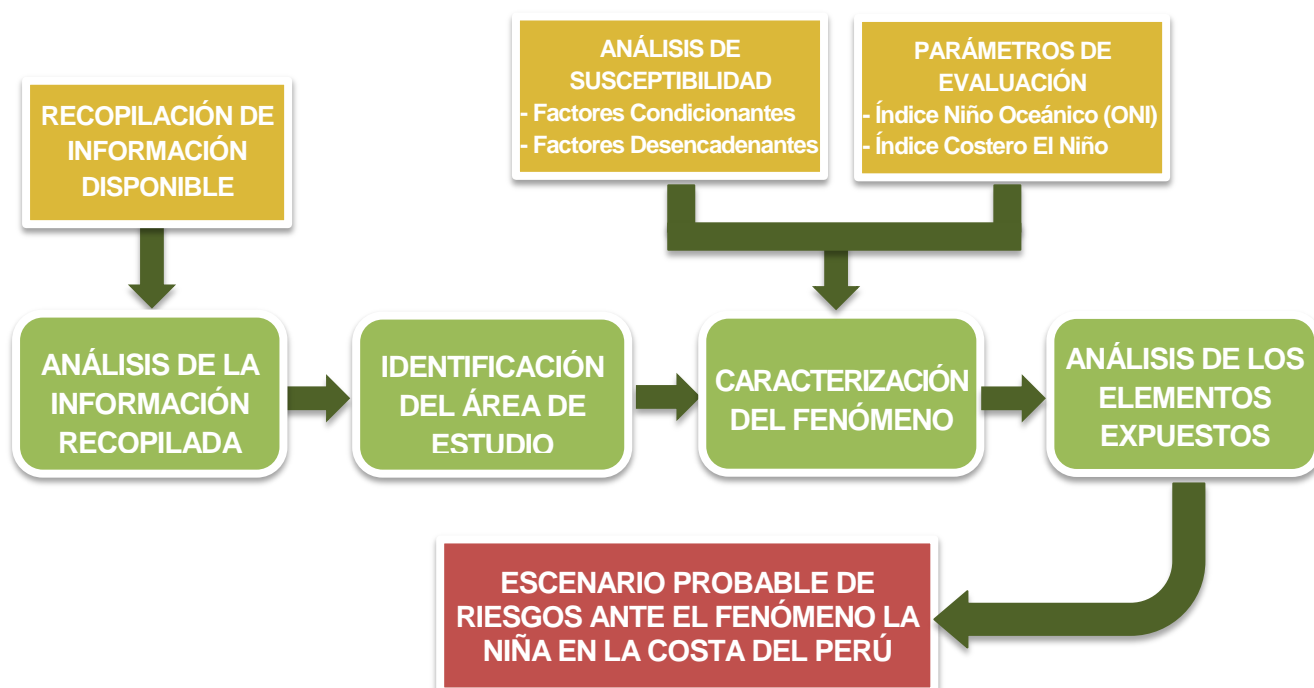 RECOPILACIÓN DE
INFORMACIÓN
DISPONIBLE
ANÁLISIS DE
SUSCEPTIBILIDAD
- Factores Condicionantes
- Factores Desencadenantes
PARÁMETROS DE
EVALUACIÓN
- Índice Niño Oceánico (ONI)
- Índice Costero El Niño
ANÁLISIS DE LA
INFORMACIÓN
RECOPILADA
IDENTIFICACIÓN
DEL ÁREA DE
ESTUDIO
CARACTERIZACIÓN
DEL FENÓMENO
ANÁLISIS DE LOS
ELEMENTOS
EXPUESTOS
ESCENARIO PROBABLE DE
RIESGOS ANTE EL FENÓMENO LA
NIÑA EN LA COSTA DEL PERÚ